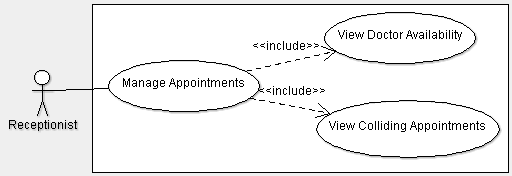 View Doctor Availability
<<include>>
Manage Appointments
<<include>>
Receptionist
View Colliding Appointments